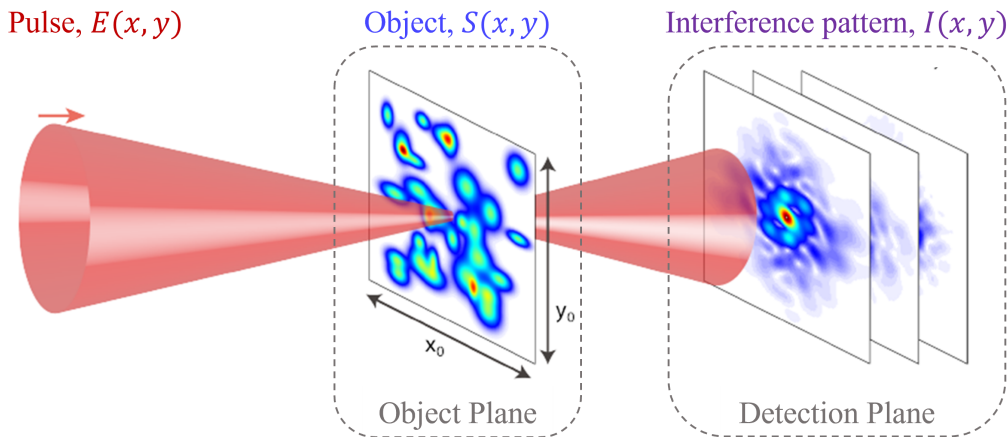 Pulse, E(x, y)
Object, S(x, y)
Interference pattern, I(x, y)
x₀
y₀
Object Plane
Detection Plane